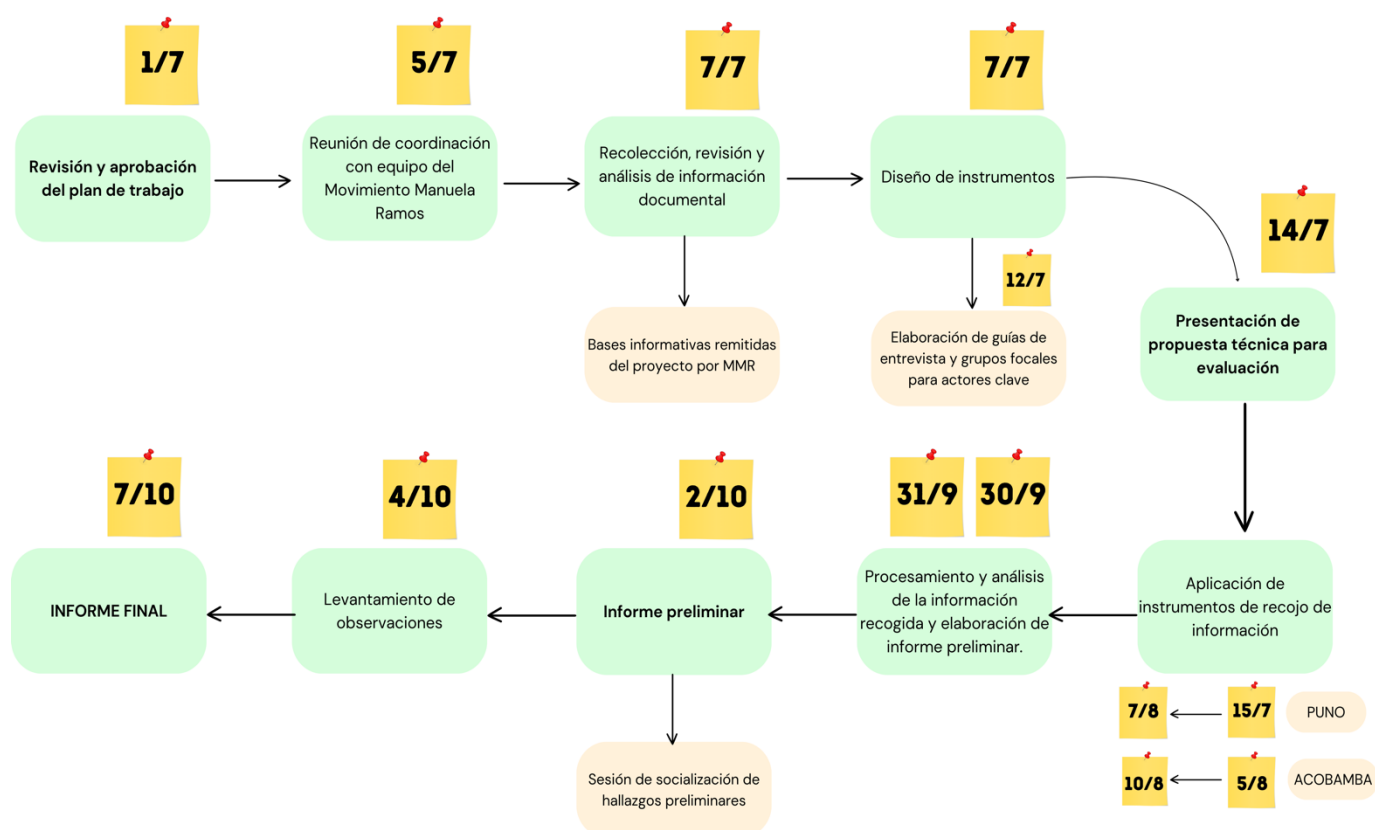 1/7
Revisión y aprobación
del plan de trabajo
5/7
Reunión de coordinación
con equipo del
Movimiento Manuela
Ramos
7/7
Recolección, revisión y
análisis de información
documental
Bases informativas remitidas
del proyecto por MMR
7/7
Diseño de instrumentos
12/7
Elaboración de guías de
entrevista y grupos focales
para actores clave
14/7
Presentación de
propuesta técnica para
evaluación
Aplicación de
instrumentos de recojo de
información
7/8
15/7
PUNO
10/8
5/8
ACOBAMBA
31/9
30/9
Procesamiento y análisis
de la información
recogida y elaboración de
informe preliminar.
2/10
Informe preliminar
Sesión de socialización de
hallazgos preliminares
4/10
Levantamiento de
observaciones
7/10
INFORME FINAL